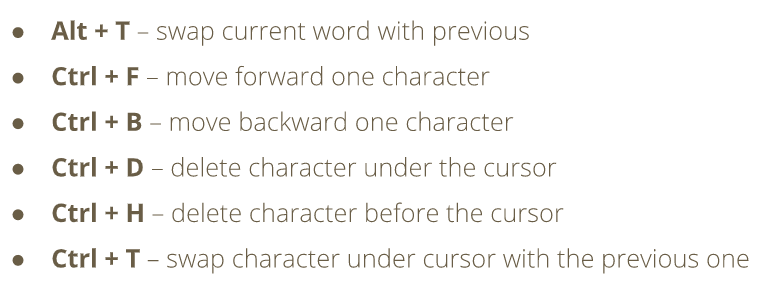 ● Alt + T – swap current word with previous
● Ctrl + F – move forward one character
● Ctrl + B – move backward one character
● Ctrl + D – delete character under the cursor
● Ctrl + H – delete character before the cursor
● Ctrl + T – swap character under cursor with the previous one